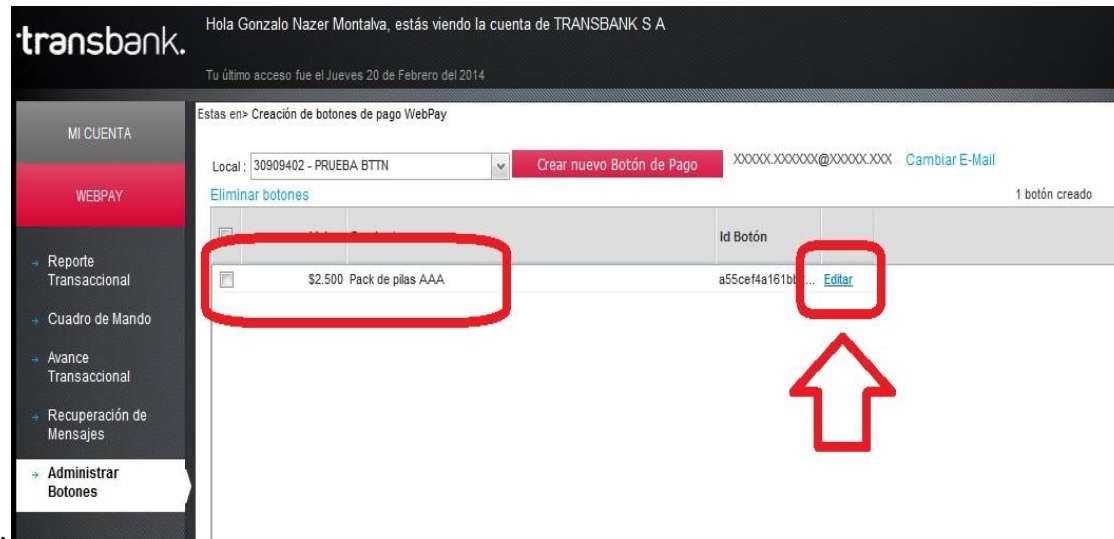 transbank.
Hola Gonzalo Nazer Montalva, estás viendo la cuenta de TRANSBANK S A
Tu último acceso fue el Jueves 20 de Febrero del 2014
MI CUENTA
WEBPAY
→ Reporte
Transaccional
→ Cuadro de Mando
→ Avance
Transaccional
→ Recuperación de
Mensajes
→ Administrar
Botones
Estas en> Creación de botones de pago WebPay
Local : 30909402 - PRUEBA BTTN Crear nuevo Botón de Pago XXXXX.XXXXXX@XXXXX.XXX Cambiar E-Mail
Eliminar botones 1 botón creado
Id Botón
$2.500 Pack de pilas AAA a55cef4a161bb... Editar